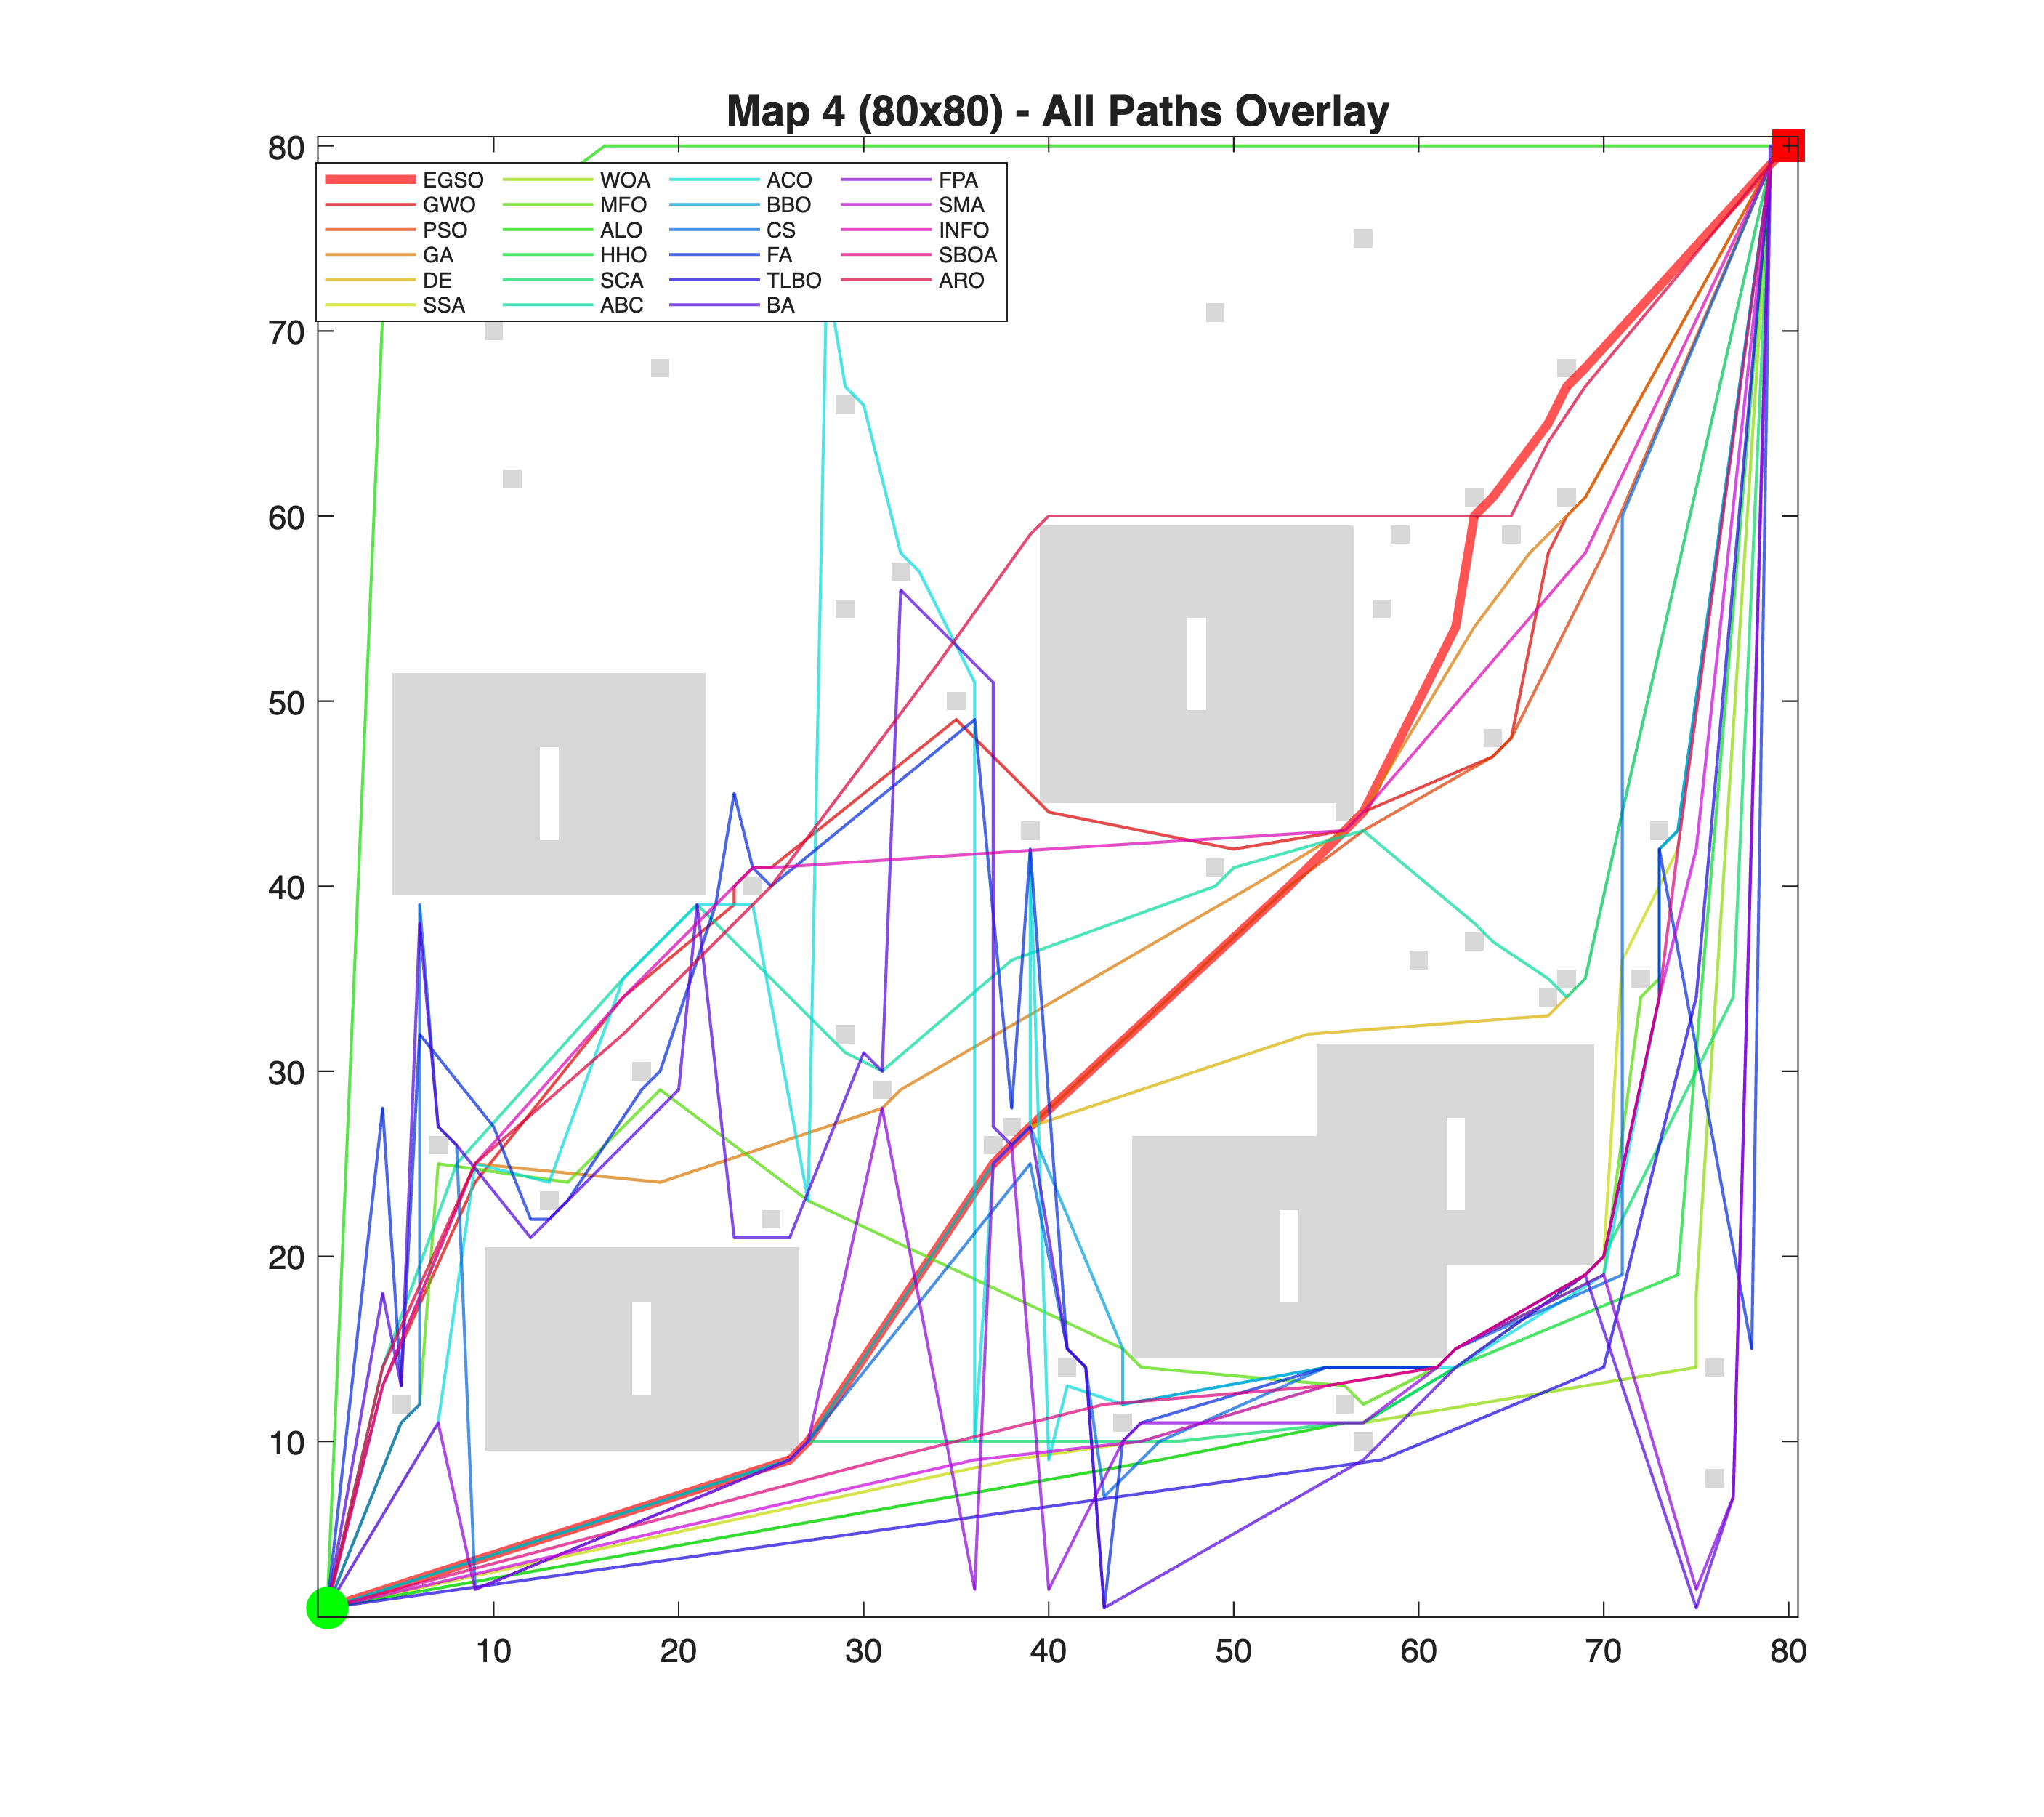 Map 4 (80x80) - All Paths Overlay
80
70
60
50
40
30
20
10
EGSO WOA ACO FPA
GWO MFO BBO SMA
PSO ALO CS INFO
GA HHO FA SBOA
DE SCA TLBO ARO
SSA ABC BA
10 20 30 40 50 60 70 80